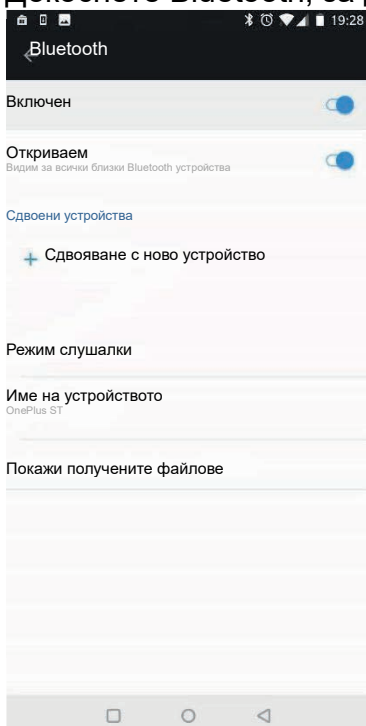 19:28
Bluetooth
Включен
Откриваем
Видим за всички близки Bluetooth устройства
Сдвоени устройства
+ Сдвояване с ново устройство
Режим слушалки
Име на устройството
OnePlus ST
Покажи получените файлове